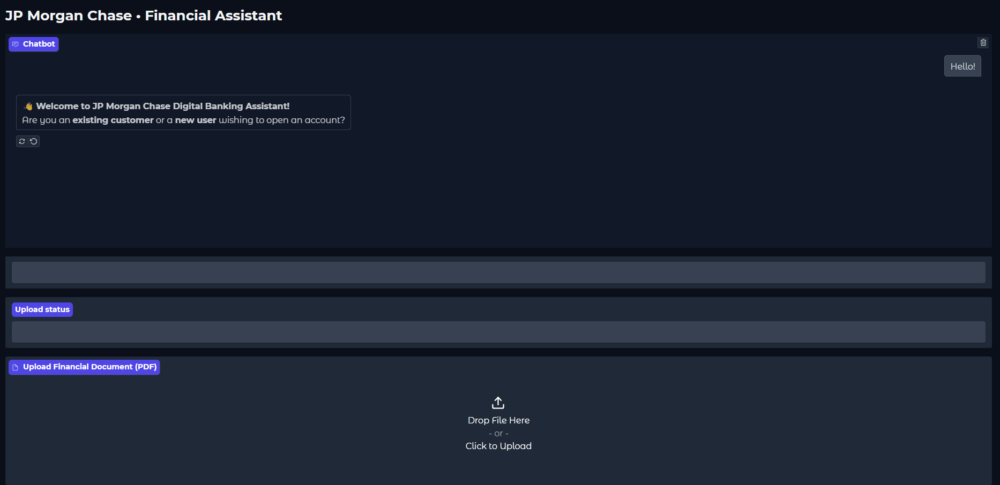 JP Morgan Chase • Financial Assistant
Chatbot
Hello!
👋 Welcome to JP Morgan Chase Digital Banking Assistant!
Are you an existing customer or a new user wishing to open an account?
Upload status
Upload Financial Document (PDF)
Drop File Here
- or -
Click to Upload